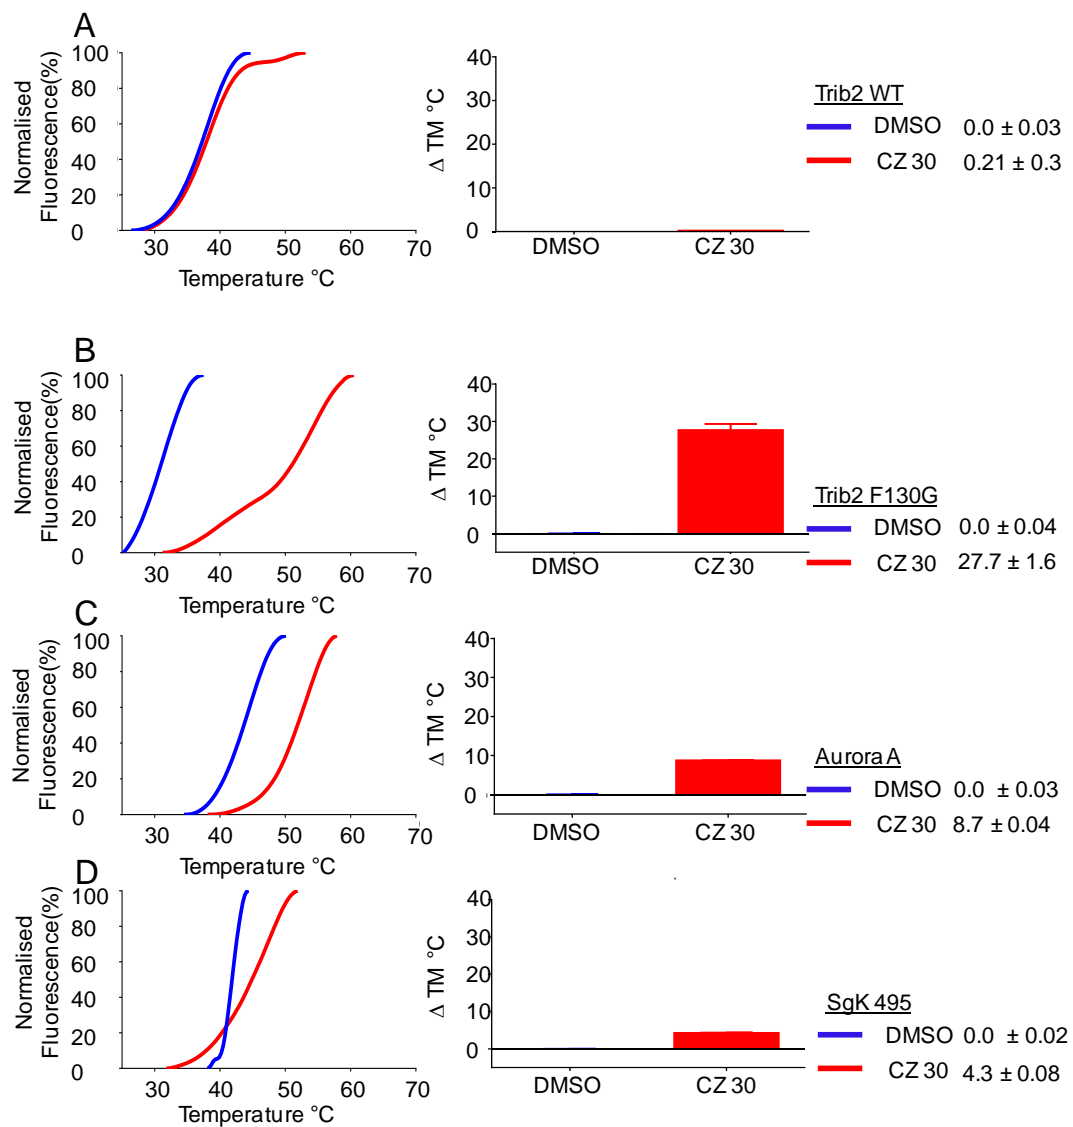 A
Normalised
Fluorescence(%)
100
80
60
40
20
0
30 40 50 60 70
Temperature °C
Δ TM °C
40
30
20
10
0
DMSO CZ 30
Trib2 WT
DMSO 0.0 ± 0.03
CZ 30 0.21 ± 0.3
B
Normalised
Fluorescence(%)
100
80
60
40
20
0
30 40 50 60 70
Temperature °C
Δ TM °C
40
30
20
10
0
DMSO CZ 30
Trib2 F130G
DMSO 0.0 ± 0.04
CZ 30 27.7 ± 1.6
C
Normalised
Fluorescence(%)
100
80
60
40
20
0
30 40 50 60 70
Temperature °C
Δ TM °C
40
30
20
10
0
DMSO CZ 30
Aurora A
DMSO 0.0 ± 0.03
CZ 30 8.7 ± 0.04
D
Normalised
Fluorescence(%)
100
80
60
40
20
0
30 40 50 60 70
Temperature °C
Δ TM °C
40
30
20
10
0
DMSO CZ 30
SgK 495
DMSO 0.0 ± 0.02
CZ 30 4.3 ± 0.08